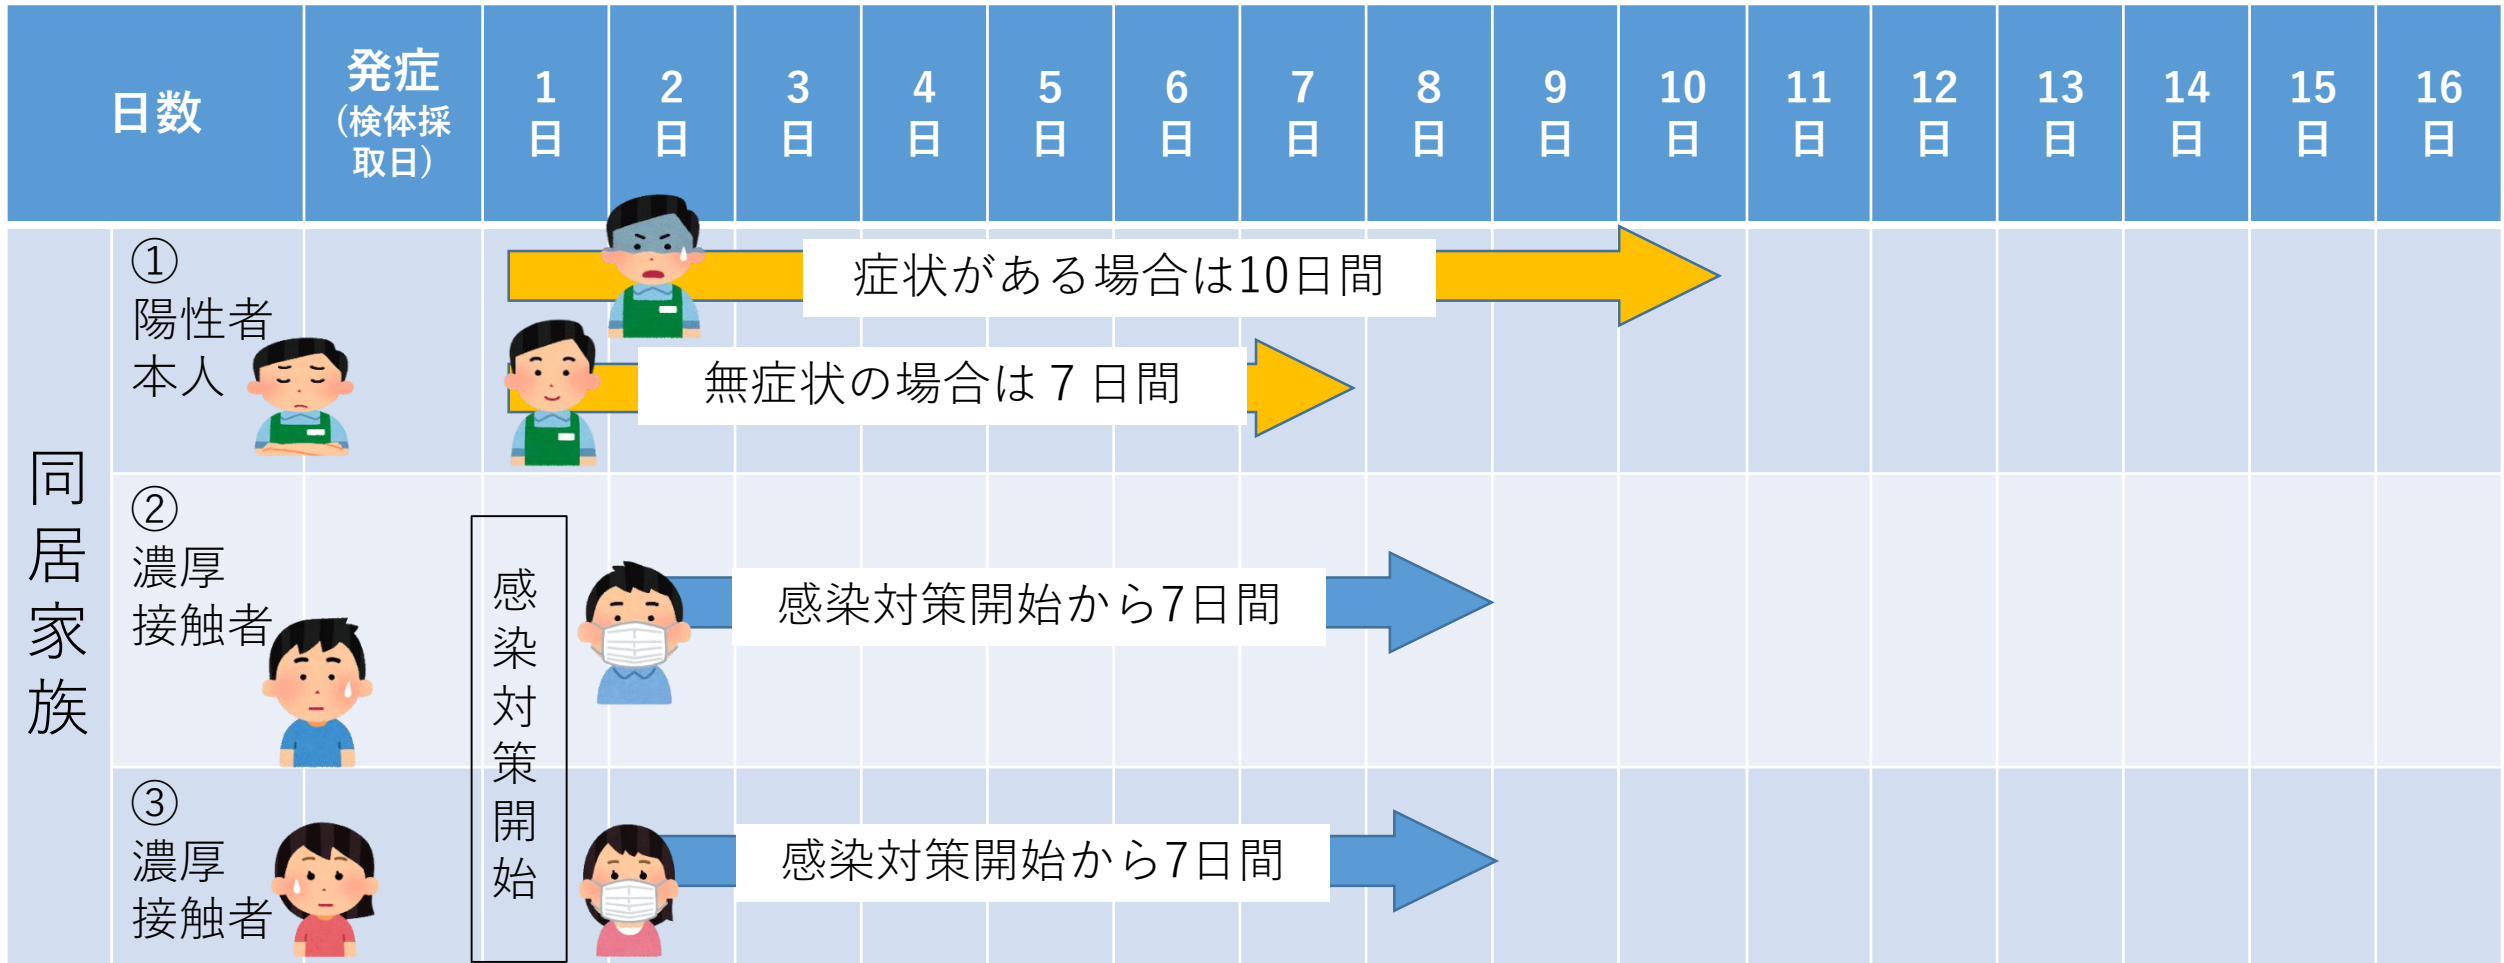 日数
発症
（検体採
取日）
1
日
2
日
3
日
4
日
5
日
6
日
7
日
8
日
9
日
10
日
11
日
12
日
13
日
14
日
15
日
16
日
同居家族
①
陽性者
本人
症状がある場合は10日間
無症状の場合は７日間
②
濃厚
接触者
感染対策開始
感染対策開始から7日間
③
濃厚
接触者
感染対策開始から7日間